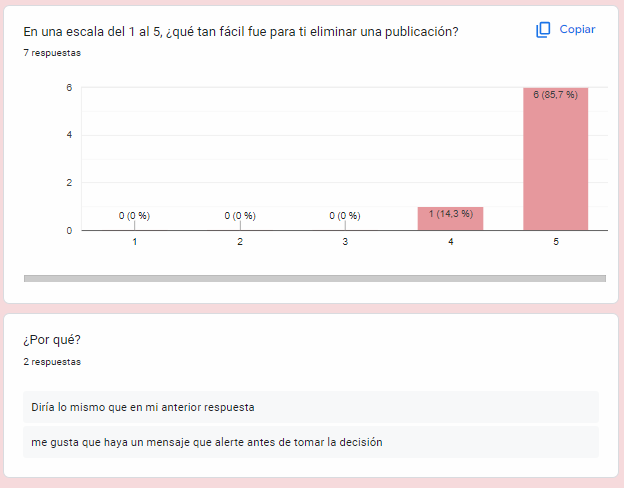 En una escala del 1 al 5, ¿qué tan fácil fue para ti eliminar una publicación?
Copiar
7 respuestas
6
4
2
0
0 (0 %)
0 (0 %)
0 (0 %)
1 (14,3 %)
6 (85,7 %)
1
2
3
4
5
¿Por qué?
2 respuestas
Diría lo mismo que en mi anterior respuesta
me gusta que haya un mensaje que alerte antes de tomar la decisión